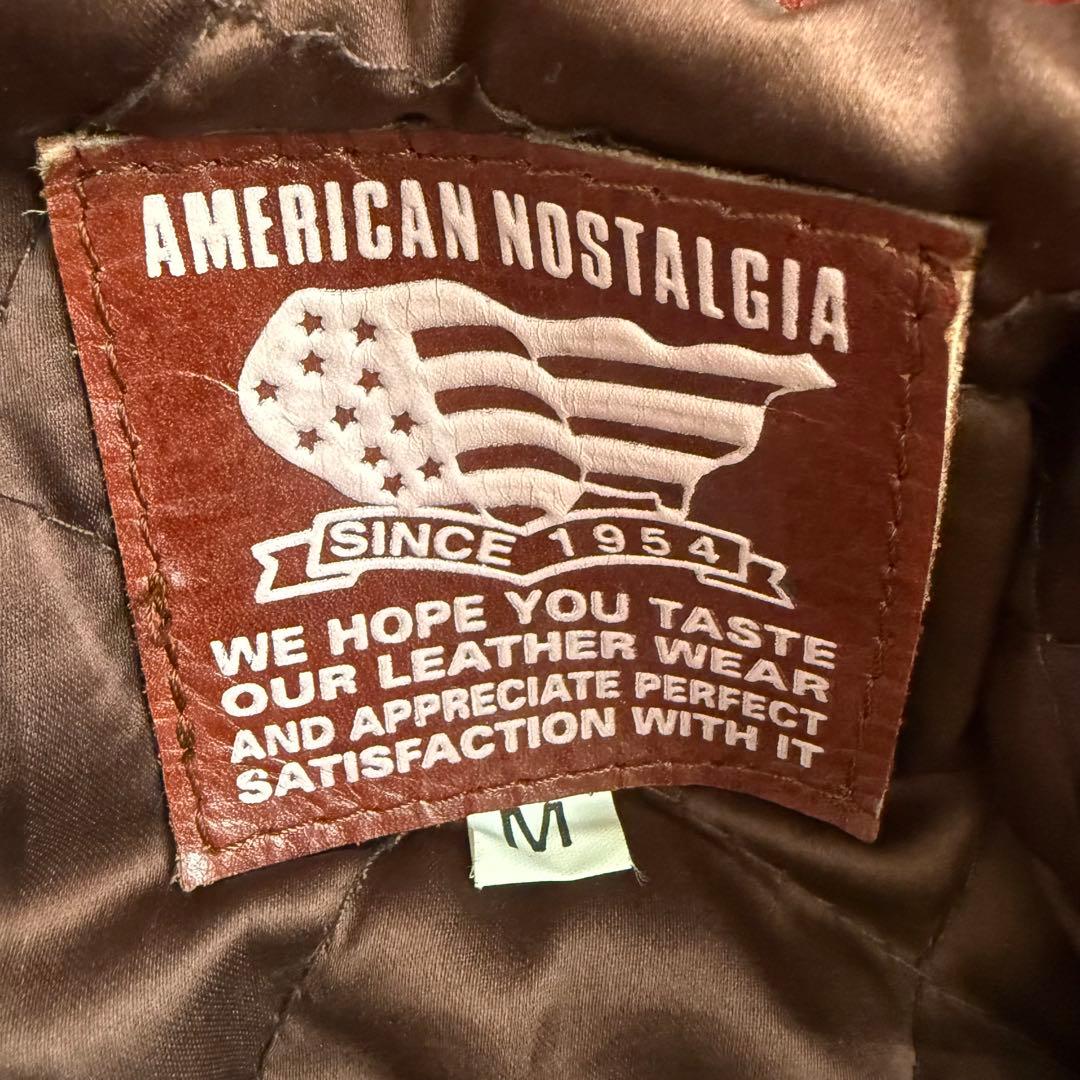 AMERICAN NOSTALGIA
SINCE 1954
WE HOPE YOU TASTE
OUR LEATHER WEAR
AND APPRECIATE PERFECT
SATISFACTION WITH IT
M